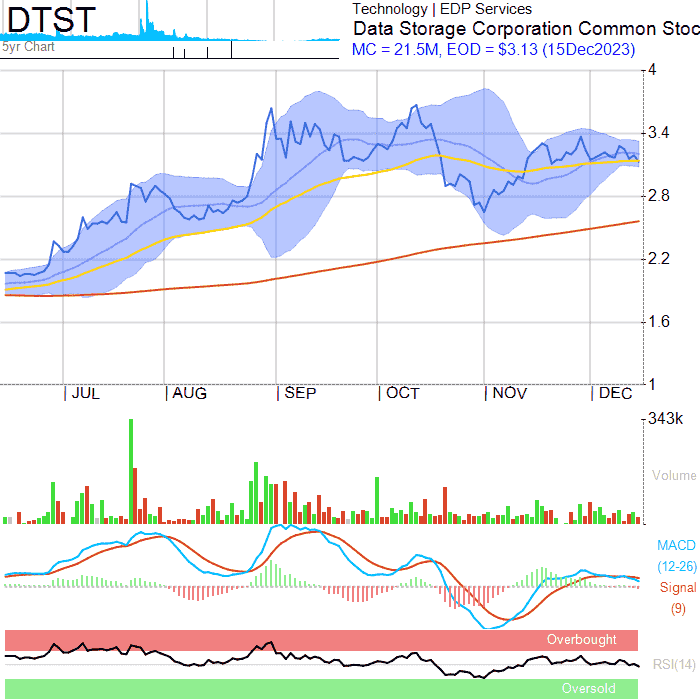 DTST
5yr Chart
Technology | EDP Services
Data Storage Corporation Common Stoc
MC = 21.5M, EOD = $3.13 (15Dec2023)
4
3.4
2.8
2.2
1.6
1
JUL AUG SEP OCT NOV DEC
343k
Volume
MACD
(12-26)
Signal
(9)
Overbought
RSI(14)
Oversold